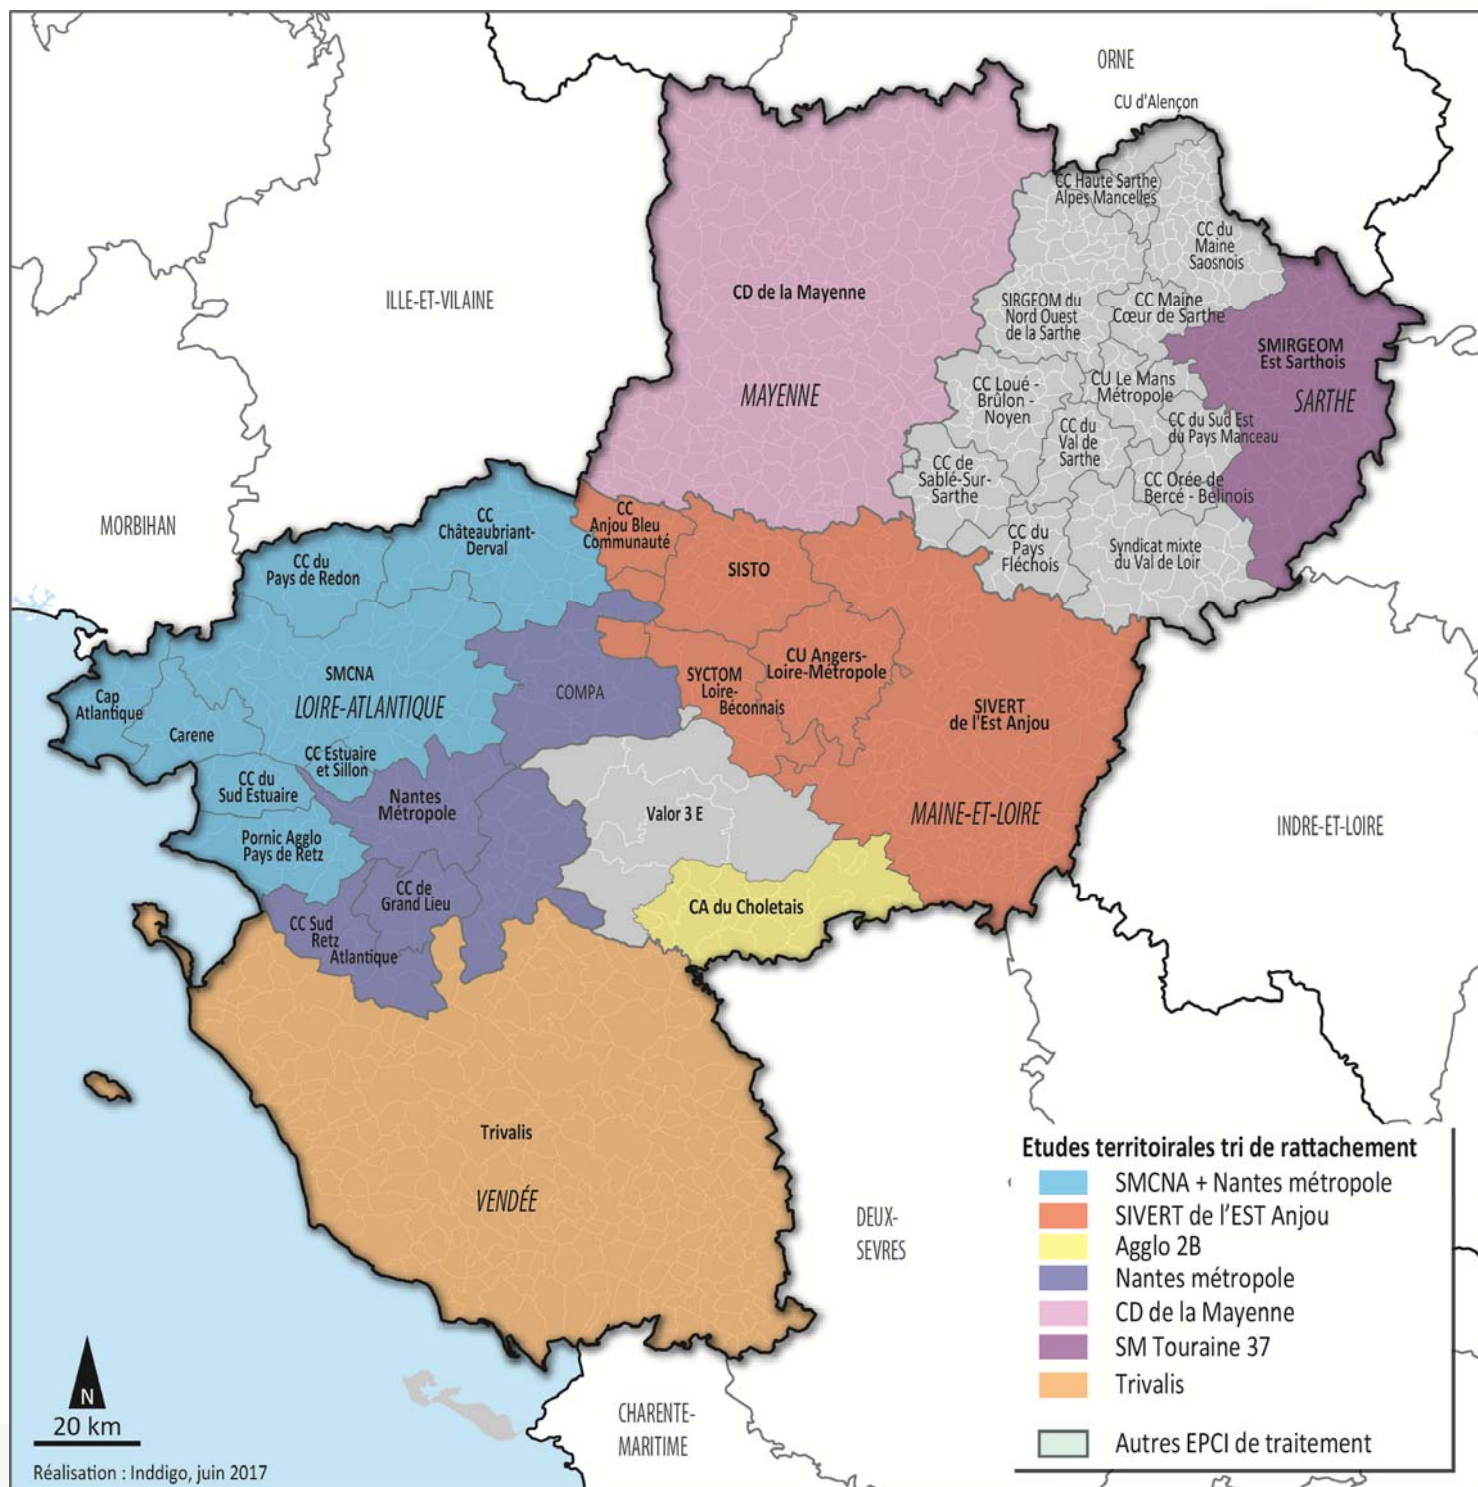 ORNE
CU d'Alençon
CC Haute Sarthe
Alpes Mancelles
CC du
Maine
Saosnois
ILLE-ET-VILAINE
CD de la Mayenne
SIRGEOM du
Nord Ouest
de la Sarthe
CC Maine
Cœur de Sarthe
SMIRGEOM
Est Sarthois
MAYENNE
CC Loué -
Brûlon -
Noyen
CU Le Mans
Métropole
SARTHE
CC du
Val de
Sarthe
CC du Sud Est
du Pays Manceau
CC de
Sablé-Sur-
Sarthe
CC Orée de
Bercé - Bélinois
MORBIHAN
CC
Châteaubriant-
Derval
CC
Anjou Bleu
Communauté
CC du
Pays
Fléchois
Syndicat mixte
du Val de Loir
CC du
Pays de Redon
SISTO
SMCNA
LOIRE-ATLANTIQUE
COMPA
SYCTOM
Loire-
Béconnais
CU Angers-
Loire-Métropole
Cap
Atlantique
Carene
SIVERT
de l'Est Anjou
CC Estuaire
et Sillon
CC du
Sud Estuaire
Nantes
Métropole
Valor 3 E
MAINE-ET-LOIRE
INDRE-ET-LOIRE
Pornic Agglo
Pays de Retz
CC de
Grand Lieu
CA du Choletais
CC Sud
Retz
Atlantique
Trivalis
VENDÉE
DEUX-
SEVRES
CHARENTE-
MARITIME
Etudes territoirales tri de rattachement
SMCNA + Nantes métropole
SIVERT de l'EST Anjou
Agglo 2B
Nantes métropole
CD de la Mayenne
SM Touraine 37
Trivalis
Autres EPCI de traitement
N
20 km
Réalisation : Inddigo, juin 2017